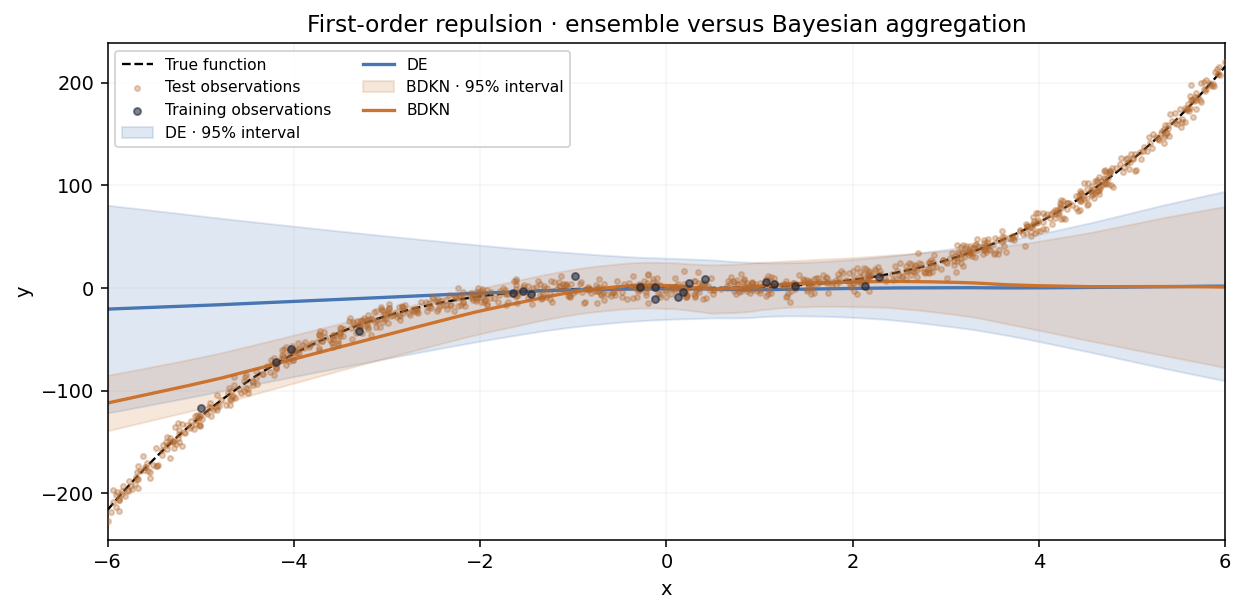 First-order repulsion · ensemble versus Bayesian aggregation
True function
Test observations
Training observations
DE · 95% interval
DE
BDKN · 95% interval
BDKN
200
100
0
−100
−200
y
−6
−4
−2
0
2
4
6
x